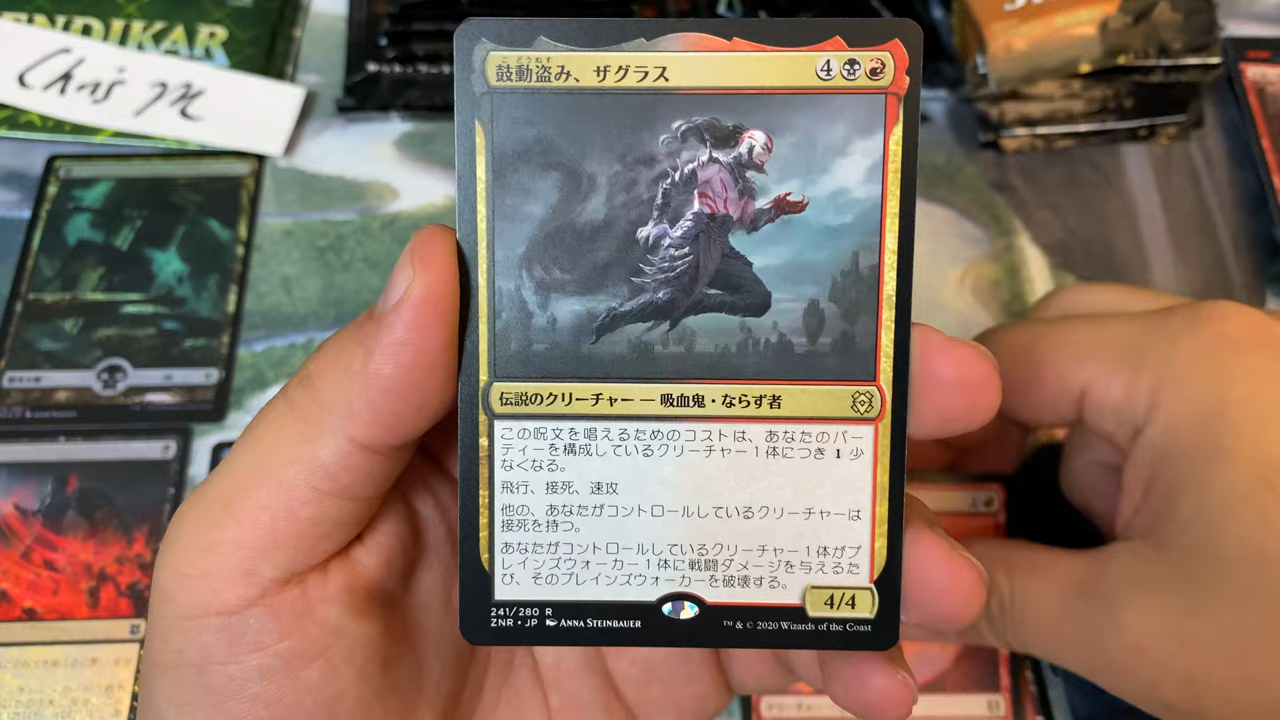 ENDIKAR
Chris M
こ どうぬす
鼓動盗み、ザグラス
4
伝説のクリーチャー — 吸血鬼・ならず者
この呪文を唱えるためのコストは、あなたのパー
ティーを構成しているクリーチャー１体につき 1 少
なくなる。
飛行、接死、速攻
他の、あなたがコントロールしているクリーチャーは
接死を持つ。
あなたがコントロールしているクリーチャー１体がプ
レインズウォーカー１体に戦闘ダメージを与えるた
び、そのプレインズウォーカーを破壊する。
4/4
241/280 R
ZNR • JP ANNA STEINBAUER
™ & © 2020 Wizards of the Coast